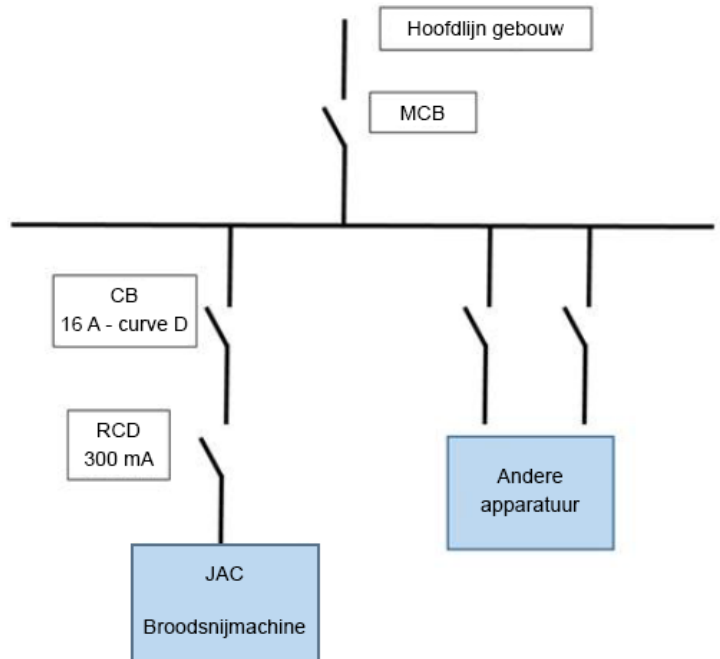 Hoofdlijn gebouw
MCB
CB
16 A - curve D
RCD
300 mA
Andere
apparatuur
JAC
Broodsnijmachine